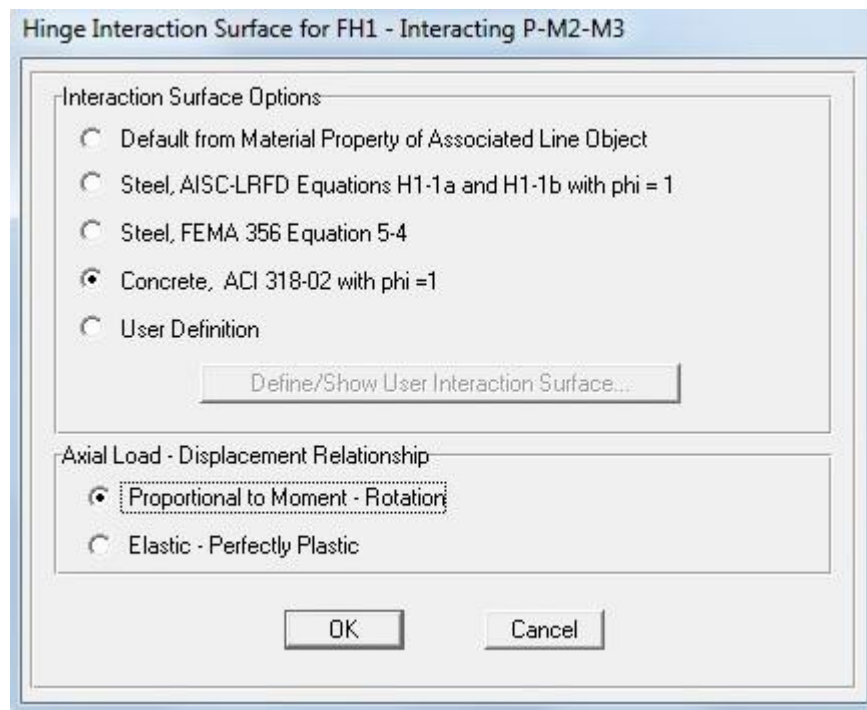 Hinge Interaction Surface for FH1 - Interacting P-M2-M3
Interaction Surface Options
Default from Material Property of Associated Line Object
Steel, AISC-LRFD Equations H1-1a and H1-1b with phi = 1
Steel, FEMA 356 Equation 5-4
Concrete, ACI 318-02 with phi =1
User Definition
Define/Show User Interaction Surface...
Axial Load - Displacement Relationship
Proportional to Moment - Rotation
Elastic - Perfectly Plastic
OK
Cancel